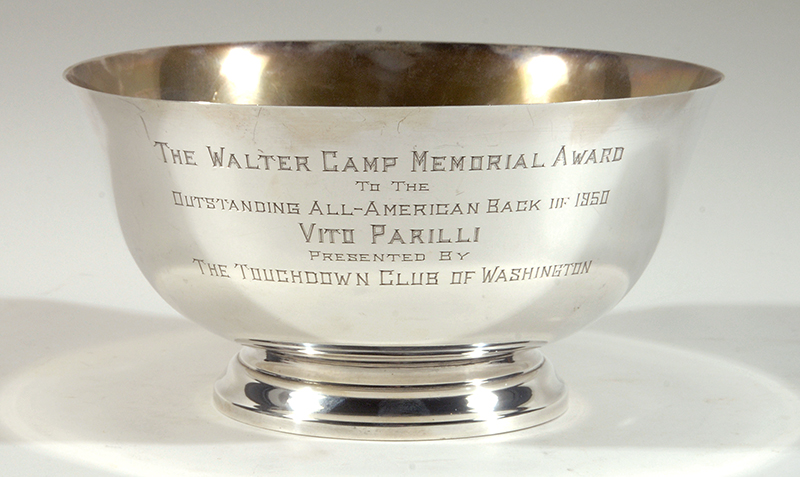 The Walter Camp Memorial Award
To The
Outstanding All-American Back in 1950
Vito Parilli
Presented By
The Touchdown Club of Washington